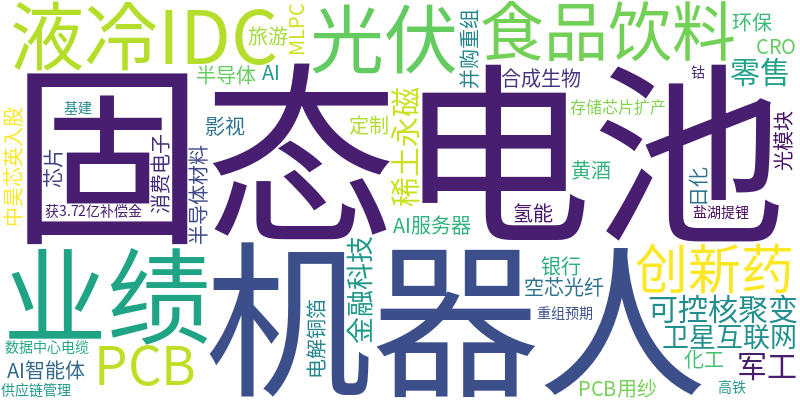 液冷IDC
旅游
MLPC
光伏
并购重组
食品饮料
环保
CRO
半导体
AI
合成生物
钴
零售
固态电池
基建
中昊芯英入股
芯片
消费电子
半导体材料
获3.72亿补偿金
影视
定制
稀土永磁
存储芯片扩产
光模块
黄酒
日化
氢能
盐湖提锂
AI服务器
业绩
机器人
金融科技
银行
创新药
空芯光纤
可控核聚变
电解铜箔
重组预期
卫星互联网
数据中心电缆
PCB
AI智能体
化工
军工
供应链管理
PCB用纱
高铁